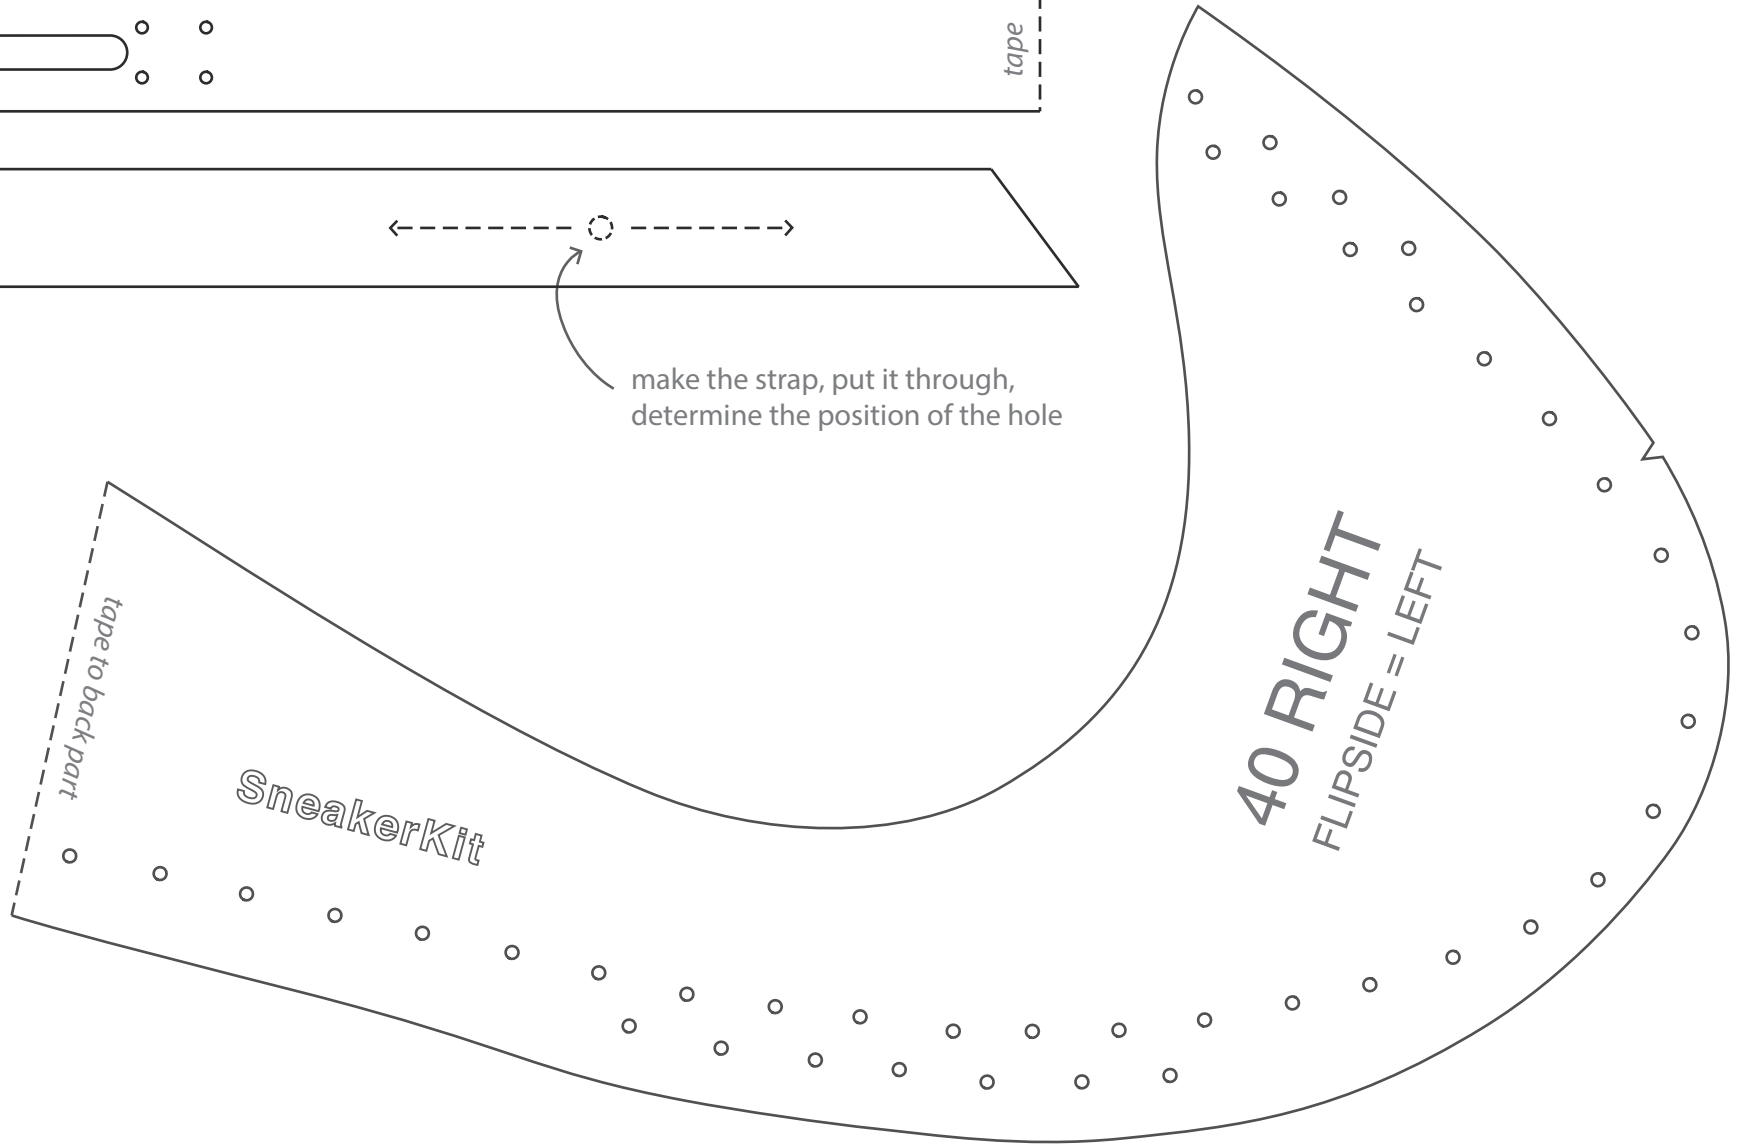 tape
make the strap, put it through,
determine the position of the hole
tape to back part
SneakerKit
40 RIGHT
FLIPSIDE = LEFT